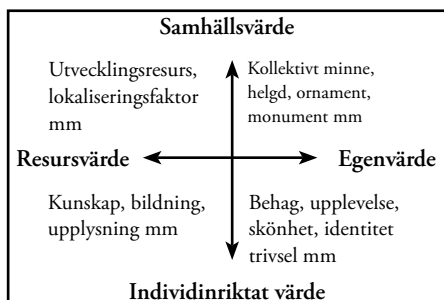 Samhällsvärde
Utvecklingsresurs,
lokaliseringsfaktor
mm
Kollektivt minne,
helgd, ornament,
monument mm
Resursvärde
Egenvärde
Kunskap, bildning,
upplysning mm
Behag, upplevelse,
skönhet, identitet
trivsel mm
Individinriktat värde